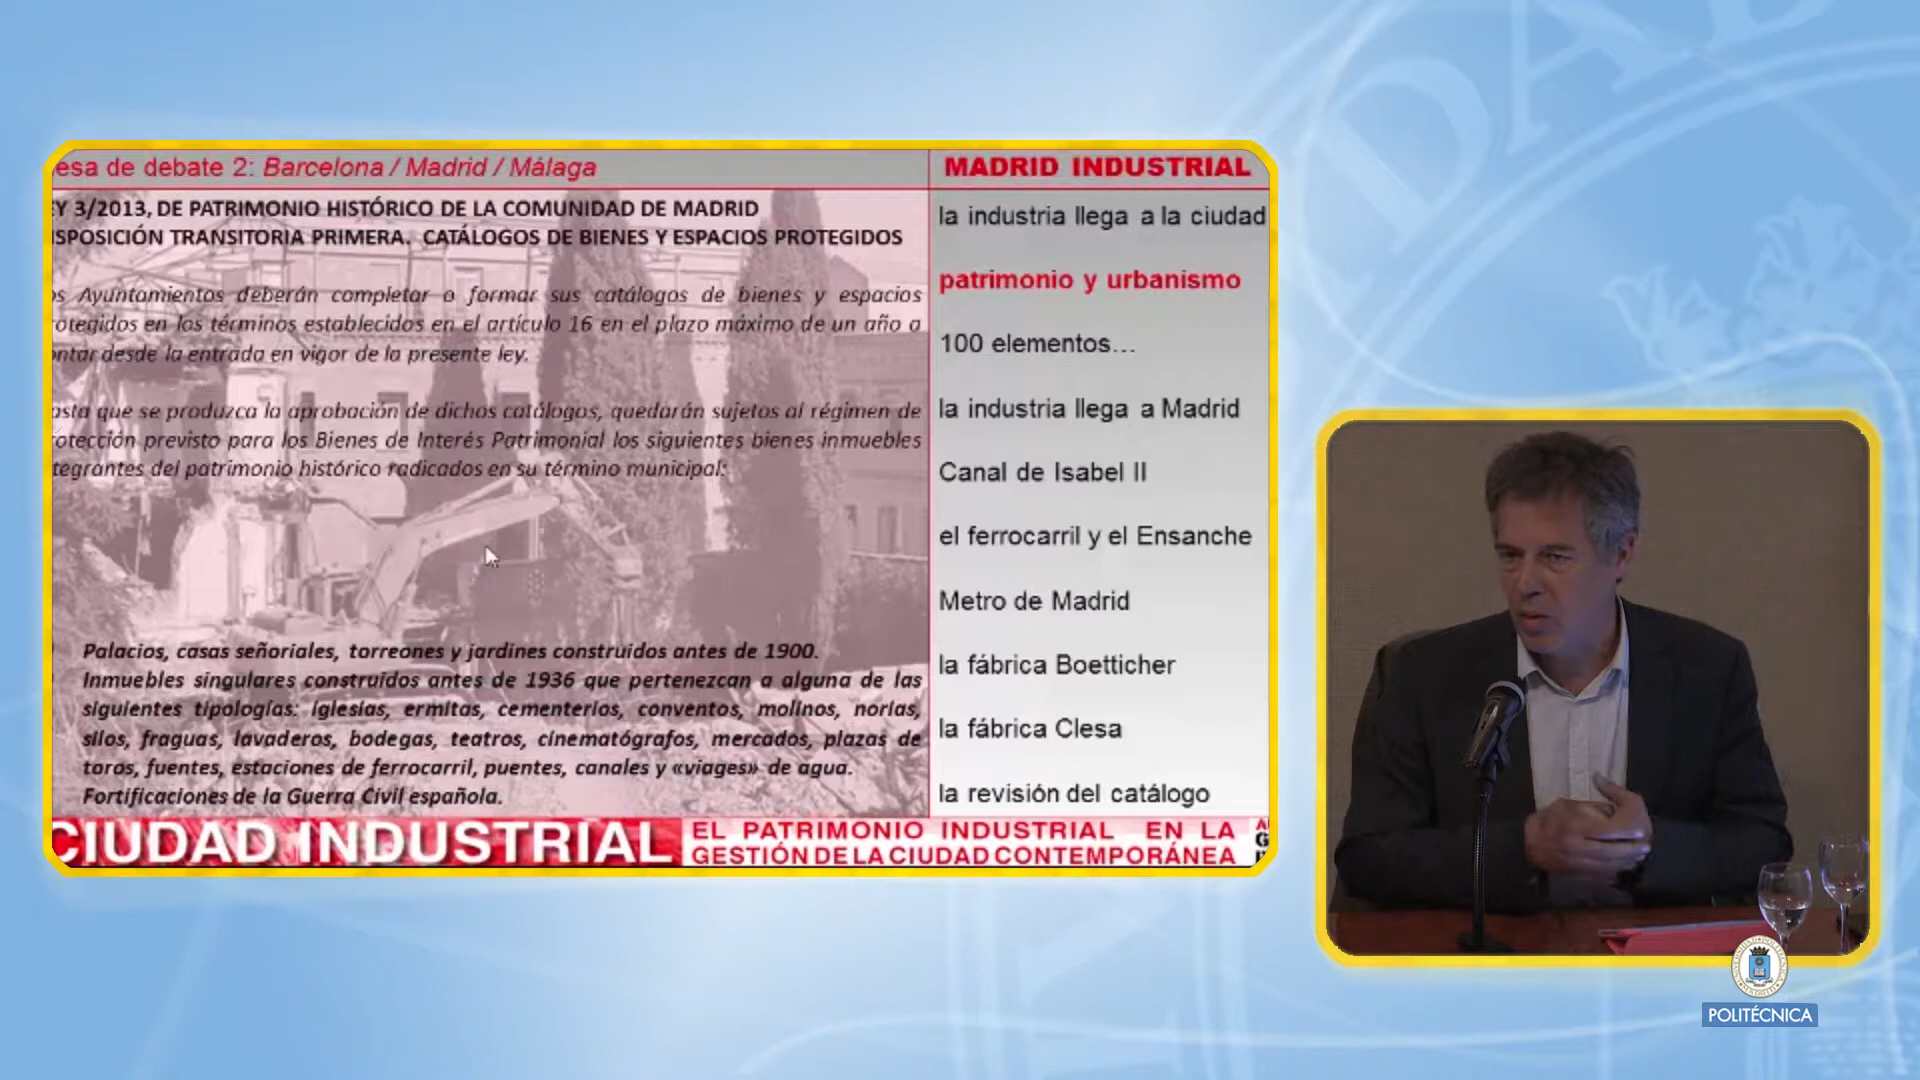 esa de debate 2: Barcelona / Madrid / Málaga
MADRID INDUSTRIAL
Y 3/2013, DE PATRIMONIO HISTÓRICO DE LA COMUNIDAD DE MADRID
ISPOSICIÓN TRANSITORIA PRIMERA. CATÁLOGOS DE BIENES Y ESPACIOS PROTEGIDOS
os Ayuntamientos deberán completar o formar sus catálogos de bienes y espacios
rotegidos en los términos establecidos en el artículo 16 en el plazo máximo de un año a
ontar desde la entrada en vigor de la presente ley.
asta que se produzca la aprobación de dichos catálogos, quedarán sujetos al régimen de
rotección previsto para los Bienes de Interés Patrimonial los siguientes bienes inmuebles
tegrantes del patrimonio histórico radicados en su término municipal:
Palacios, casas señoriales, torreones y jardines construidos antes de 1900.
Inmuebles singulares construidos antes de 1936 que pertenezcan a alguna de las
siguientes tipologías: iglesias, ermitas, cementerios, conventos, molinos, norias,
silos, fraguas, lavaderos, bodegas, teatros, cinematógrafos, mercados, plazas de
toros, fuentes, estaciones de ferrocarril, puentes, canales y «viages» de agua.
Fortificaciones de la Guerra Civil española.
la industria llega a la ciudad
patrimonio y urbanismo
100 elementos...
la industria llega a Madrid
Canal de Isabel II
el ferrocarril y el Ensanche
Metro de Madrid
la fábrica Boetticher
la fábrica Clesa
la revisión del catálogo
CIUDAD INDUSTRIAL
EL PATRIMONIO INDUSTRIAL EN LA
GESTIÓN DE LA CIUDAD CONTEMPORÁNEA
POLITÉCNICA